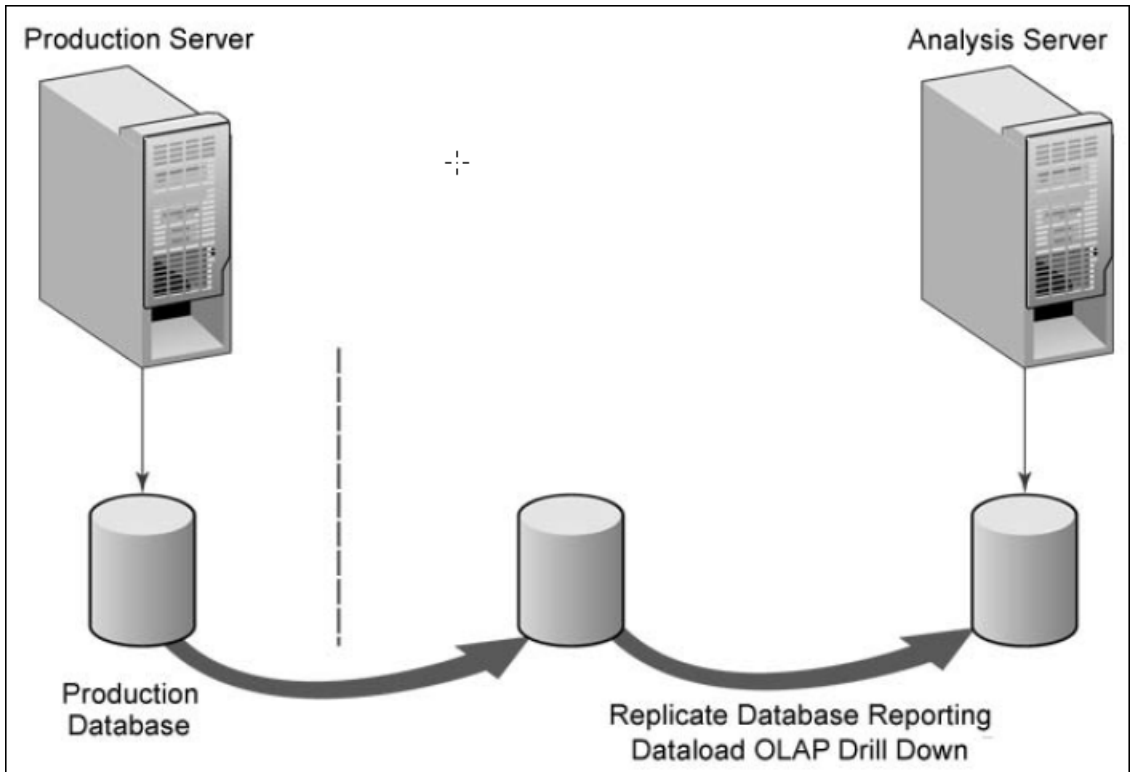 Production Server
Analysis Server
Production
Database
Replicate Database Reporting
Dataload OLAP Drill Down